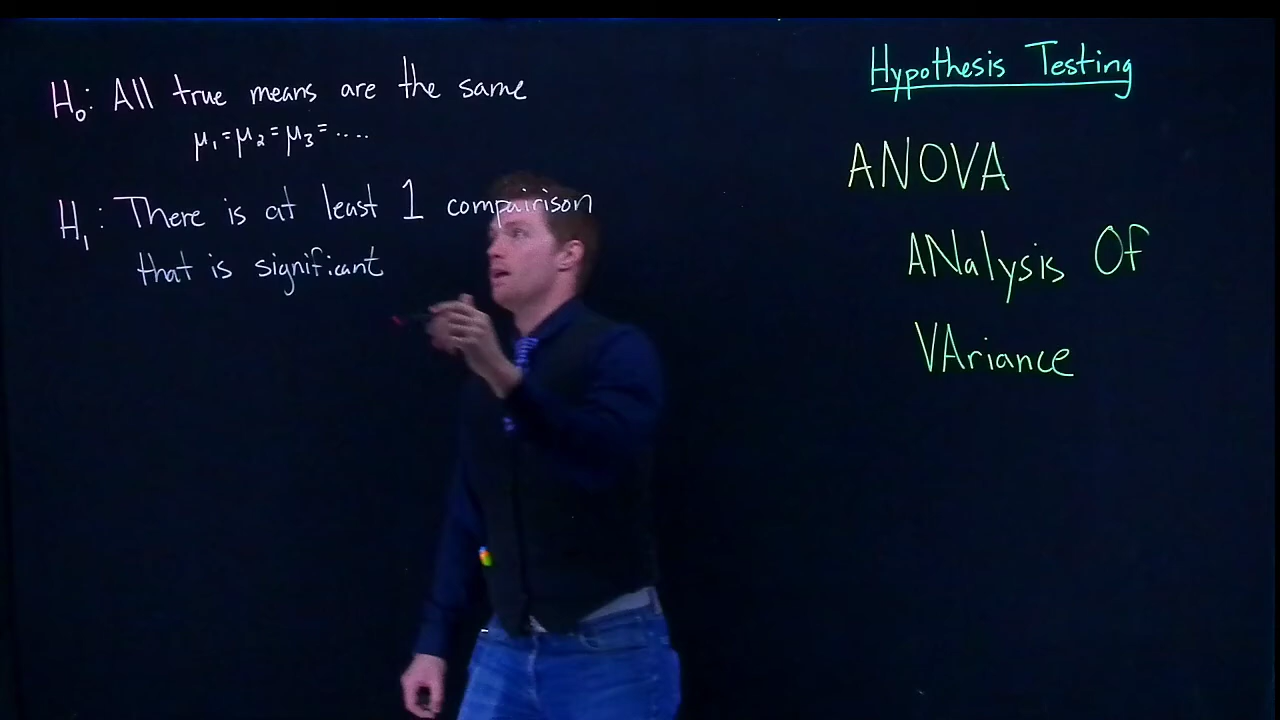 H₀: All true means are the same
μ₁=μ₂=μ₃=....
H₁: There is at least 1 compairison
that is significant
Hypothesis Testing
ANOVA
ANalysis Of
VAriance